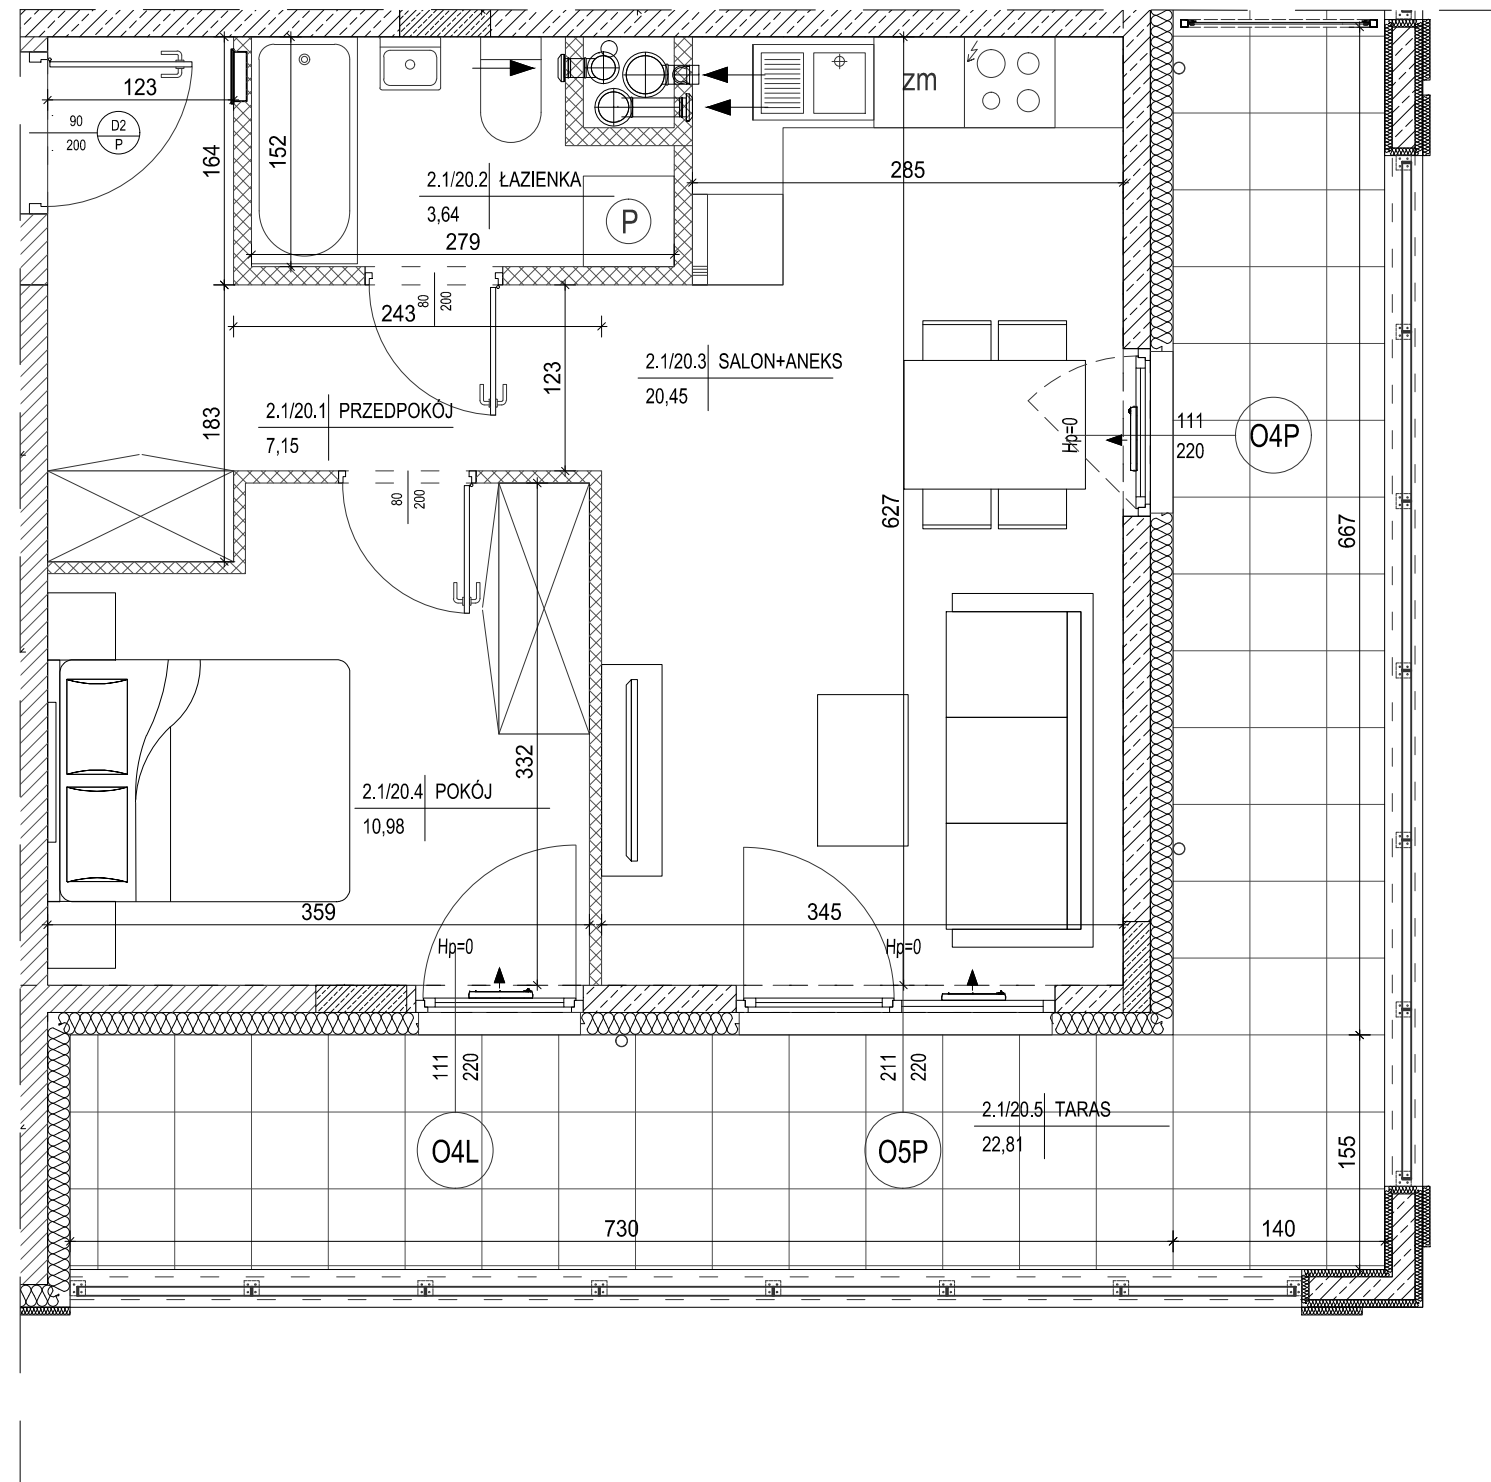 123
90
D2
200
P
164
152
2.1/20.2 ŁAZIENKA
3,64
P
279
zm
285
243
80
200
183
123
2.1/20.1 PRZEDPOKÓJ
7,15
2.1/20.3 SALON+ANEKS
20,45
Hp=0
111
220
O4P
80
200
627
667
332
2.1/20.4 POKÓJ
10,98
359
345
Hp=0
Hp=0
111
220
211
220
O4L
O5P
2.1/20.5 TARAS
22,81
155
730
140